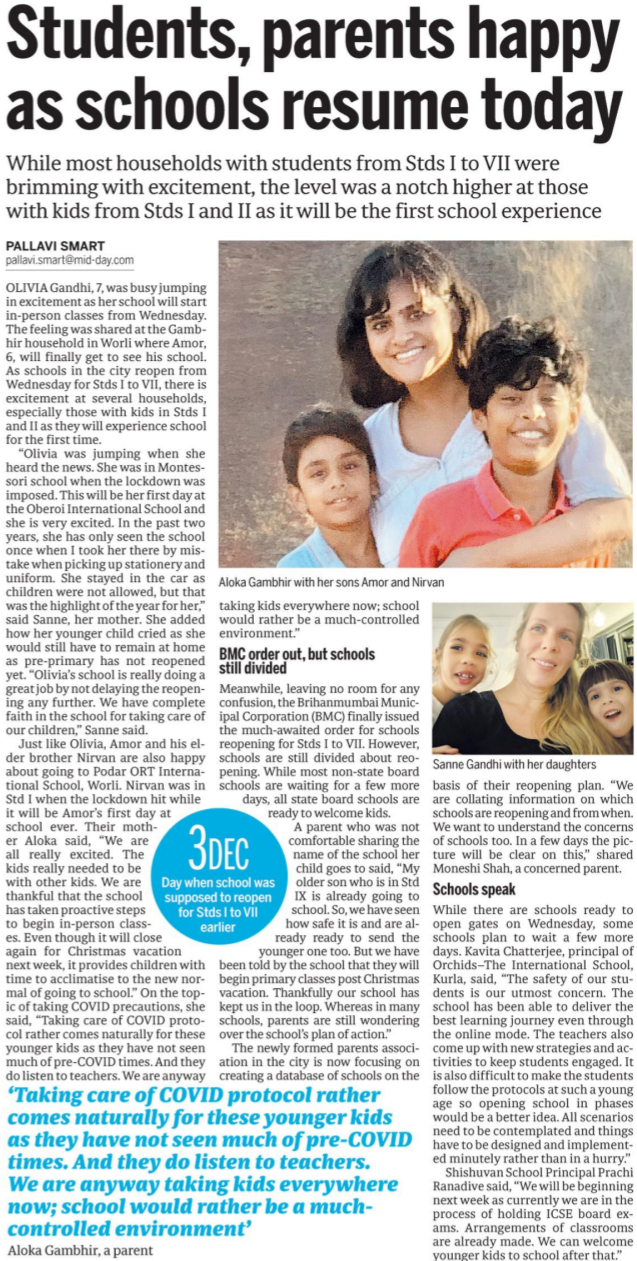 Students, parents happy
as schools resume today
While most households with students from Stds I to VII were
brimming with excitement, the level was a notch higher at those
with kids from Stds I and II as it will be the first school experience
PALLAVI SMART
pallavi.smart@mid-day.com
OLIVIA Gandhi, 7, was busy jumping
in excitement as her school will start
in-person classes from Wednesday.
The feeling was shared at the Gamb-
hir household in Worli where Amor,
6, will finally get to see his school.
As schools in the city reopen from
Wednesday for Stds I to VII, there is
excitement at several households,
especially those with kids in Stds I
and II as they will experience school
for the first time.
“Olivia was jumping when she
heard the news. She was in Montes-
sori school when the lockdown was
imposed. This will be her first day at
the Oberoi International School and
she is very excited. In the past two
years, she has only seen the school
once when I took her there by mis-
take when picking up stationery and
uniform. She stayed in the car as
children were not allowed, but that
was the highlight of the year for her,”
said Sanne, her mother. She added
how her younger child cried as she
would still have to remain at home
as pre-primary has not reopened
yet. “Olivia's school is really doing a
great job by not delaying the reopen-
ing any further. We have complete
faith in the school for taking care of
our children,” Sanne said.
Just like Olivia, Amor and his el-
der brother Nirvan are also happy
about going to Podar ORT Interna-
tional School, Worli. Nirvan was in
Std I when the lockdown hit while
it will be Amor's first day at
school ever. Their moth-
er Aloka said, “We are
all really excited. The
kids really needed to be
with other kids. We are
thankful that the school
has taken proactive steps
to begin in-person class-
es. Even though it will close
again for Christmas vacation
next week, it provides children with
time to acclimatise to the new nor-
mal of going to school.” On the top-
ic of taking COVID precautions, she
said, “Taking care of COVID proto-
col rather comes naturally for these
younger kids as they have not seen
much of pre-COVID times. And they
do listen to teachers. We are anyway
3 DEC
Day when school was
supposed to reopen
for Stds I to VII
earlier
‘Taking care of COVID protocol rather
comes naturally for these younger kids
as they have not seen much of pre-COVID
times. And they do listen to teachers.
We are anyway taking kids everywhere
now; school would rather be a much-
controlled environment’
Aloka Gambhir, a parent
Aloka Gambhir with her sons Amor and Nirvan
taking kids everywhere now; school
would rather be a much-controlled
environment.”
BMC order out, but schools
still divided
Meanwhile, leaving no room for any
confusion, the Brihanmumbai Munic-
ipal Corporation (BMC) finally issued
the much-awaited order for schools
reopening for Stds I to VII. However,
schools are still divided about reo-
pening. While most non-state board
schools are waiting for a few more
days, all state board schools are
ready to welcome kids.
A parent who was not
comfortable sharing the
name of the school her
child goes to said, “My
older son who is in Std
IX is already going to
school. So, we have seen
how safe it is and are al-
ready ready to send the
younger one too. But we have
been told by the school that they will
begin primary classes post Christmas
vacation. Thankfully our school has
kept us in the loop. Whereas in many
schools, parents are still wondering
over the school's plan of action.”
The newly formed parents associ-
ation in the city is now focusing on
creating a database of schools on the
Sanne Gandhi with her daughters
basis of their reopening plan. “We
are collating information on which
schools are reopening and from when.
We want to understand the concerns
of schools too. In a few days the pic-
ture will be clear on this,” shared
Moneshi Shah, a concerned parent.
Schools speak
While there are schools ready to
open gates on Wednesday, some
schools plan to wait a few more
days. Kavita Chatterjee, principal of
Orchids–The International School,
Kurla, said, “The safety of our stu-
dents is our utmost concern. The
school has been able to deliver the
best learning journey even through
the online mode. The teachers also
come up with new strategies and ac-
tivities to keep students engaged. It
is also difficult to make the students
follow the protocols at such a young
age so opening school in phases
would be a better idea. All scenarios
need to be contemplated and things
have to be designed and implement-
ed minutely rather than in a hurry.”
Shishuvan School Principal Prachi
Ranadive said, “We will be beginning
next week as currently we are in the
process of holding ICSE board ex-
ams. Arrangements of classrooms
are already made. We can welcome
younger kids to school after that.”